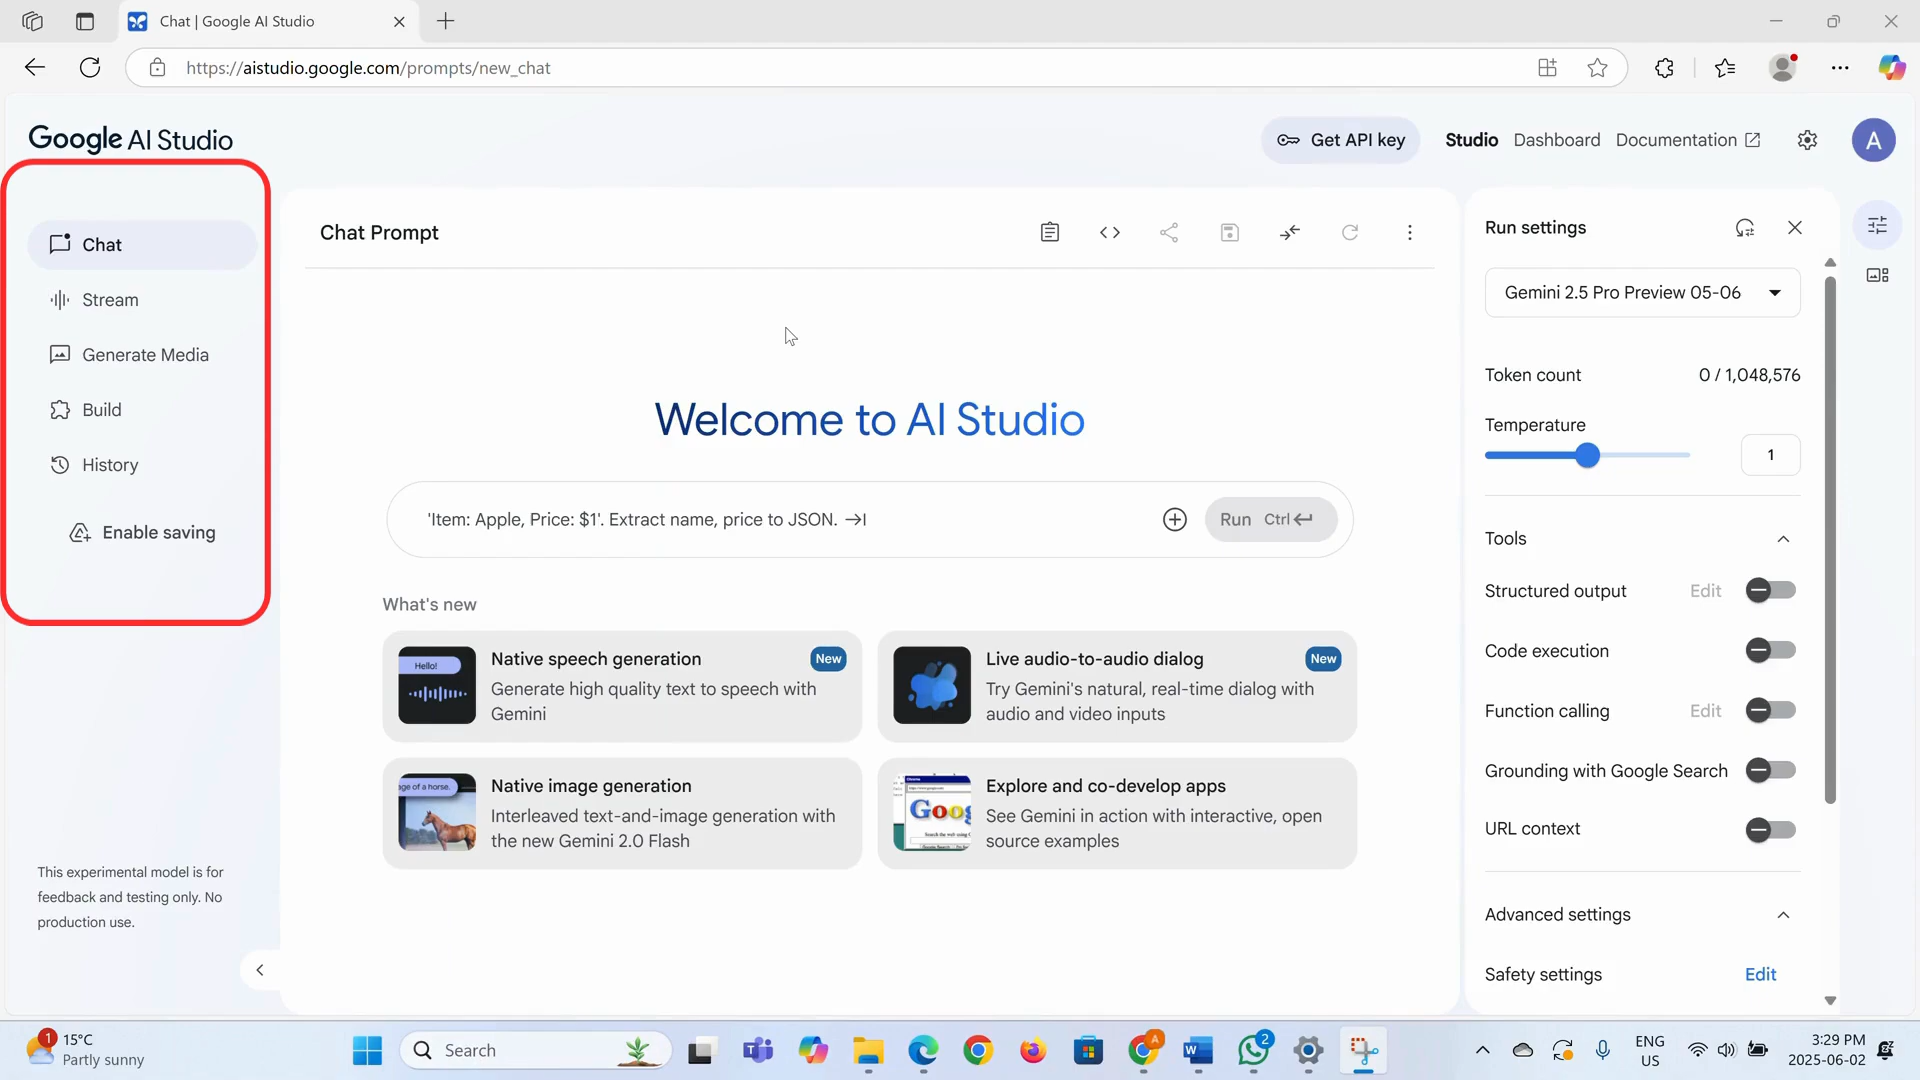 Chat | Google AI Studio
https://aistudio.google.com/prompts/new_chat
Google AI Studio
Get API key
Studio
Dashboard
Documentation
A
Chat
Stream
Generate Media
Build
History
Enable saving
This experimental model is for
feedback and testing only. No
production use.
Chat Prompt
Welcome to AI Studio
'Item: Apple, Price: $1'. Extract name, price to JSON.
Run Ctrl
What's new
Hello!
Native speech generation
New
Generate high quality text to speech with
Gemini
Live audio-to-audio dialog
New
Try Gemini's natural, real-time dialog with
audio and video inputs
age of a horse.
Native image generation
Interleaved text-and-image generation with
the new Gemini 2.0 Flash
Goog
Explore and co-develop apps
See Gemini in action with interactive, open
source examples
Run settings
Gemini 2.5 Pro Preview 05-06
Token count 0 / 1,048,576
Temperature
1
Tools
Structured output Edit
Code execution
Function calling Edit
Grounding with Google Search
URL context
Advanced settings
Safety settings Edit
1
15°C
Partly sunny
Search
A
2
ENG
US
3:29 PM
2025-06-02